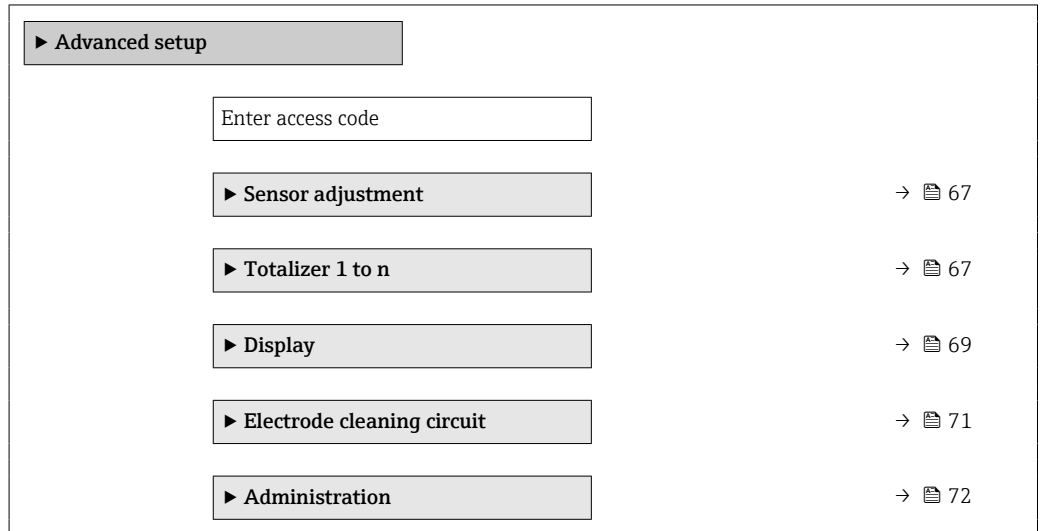 ▶ Advanced setup
Enter access code
▶ Sensor adjustment → 67
▶ Totalizer 1 to n → 67
▶ Display → 69
▶ Electrode cleaning circuit → 71
▶ Administration → 72